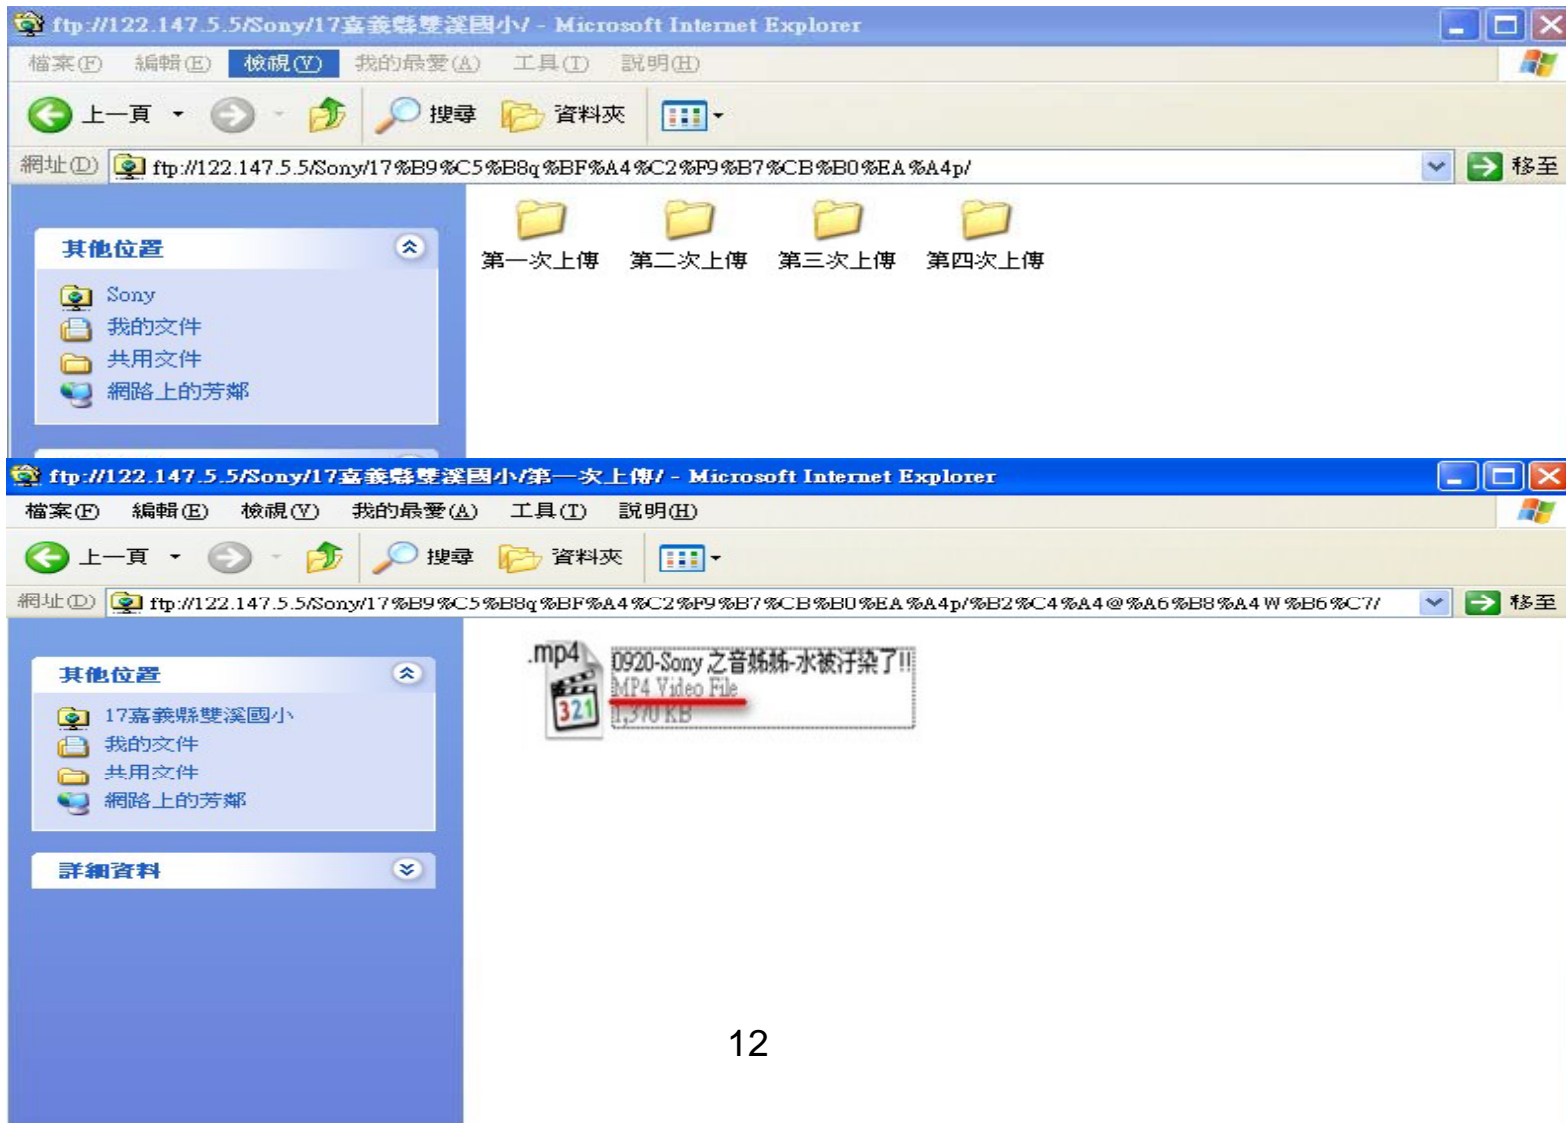 ftp://122.147.5.5/Sony/17嘉義縣雙溪國小/ - Microsoft Internet Explorer
檔案(F) 編輯(E) 檢視(V) 我的最愛(A) 工具(T) 說明(H)
上一頁 搜尋 資料夾
網址(D) ftp://122.147.5.5/Sony/17%B9%C5%B8q%BF%A4%C2%F9%B7%CB%B0%EA%A4p/ 移至
其他位置
Sony
我的文件
共用文件
網路上的芳鄰
第一次上傳 第二次上傳 第三次上傳 第四次上傳
ftp://122.147.5.5/Sony/17嘉義縣雙溪國小/第一次上傳/ - Microsoft Internet Explorer
檔案(F) 編輯(E) 檢視(V) 我的最愛(A) 工具(T) 說明(H)
上一頁 搜尋 資料夾
網址(D) ftp://122.147.5.5/Sony/17%B9%C5%B8q%BF%A4%C2%F9%B7%CB%B0%EA%A4p/%B2%C4%A4@%A6%B8%A4W%B6%C7/ 移至
其他位置
17嘉義縣雙溪國小
我的文件
共用文件
網路上的芳鄰
詳細資料
.mp4
321
0920-Sony 之音姊姊-水被汙染了!!
MP4 Video File
1,370 KB
12